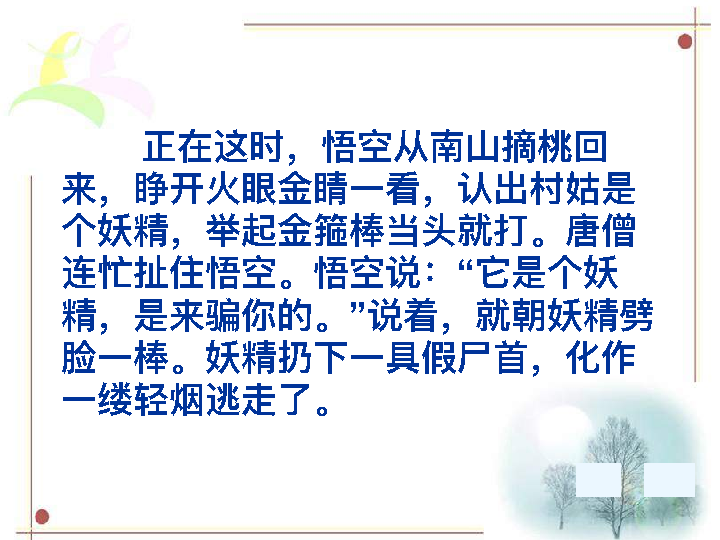 正在这时，悟空从南山摘桃回
来，睁开火眼金睛一看，认出村姑是
个妖精，举起金箍棒当头就打。唐僧
连忙扯住悟空。悟空说：“它是个妖
精，是来骗你的。”说着，就朝妖精劈
脸一棒。妖精扔下一具假尸首，化作
一缕轻烟逃走了。